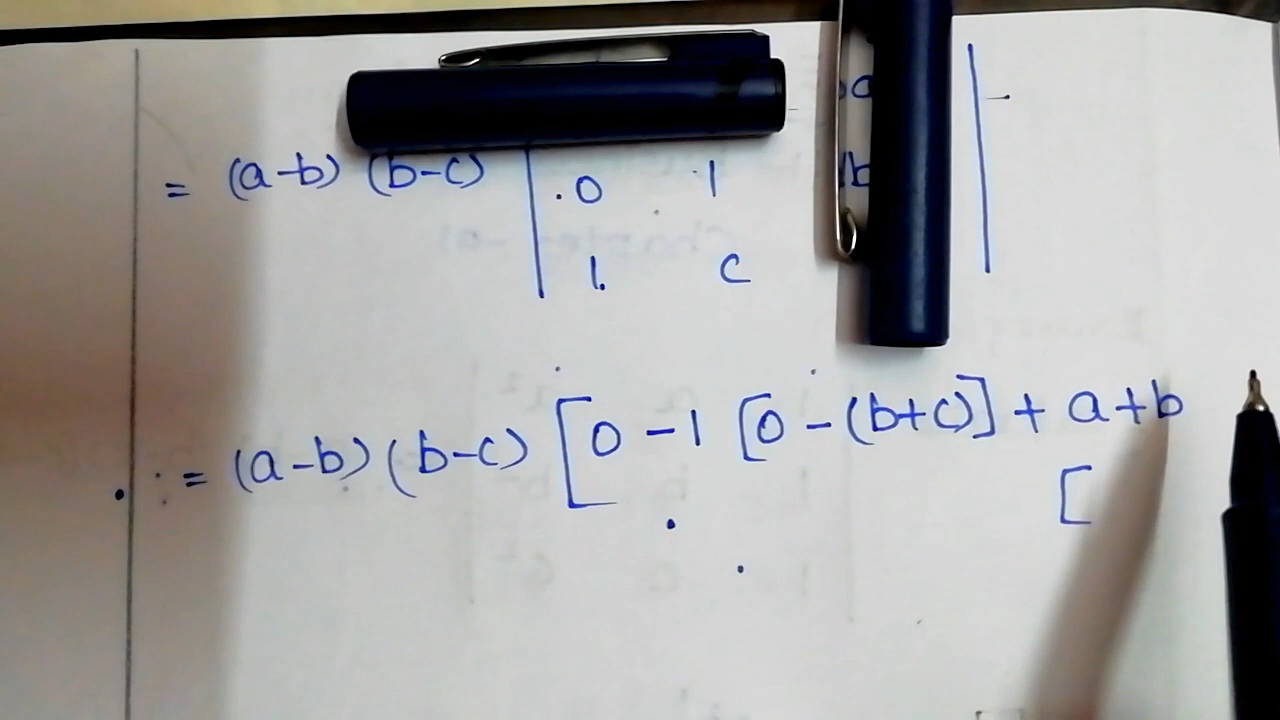 = (a-b) (b-c) | 0 1 |
1 c
= (a-b) (b-c) [0 - 1 [0 - (b+c)] + a+b
[